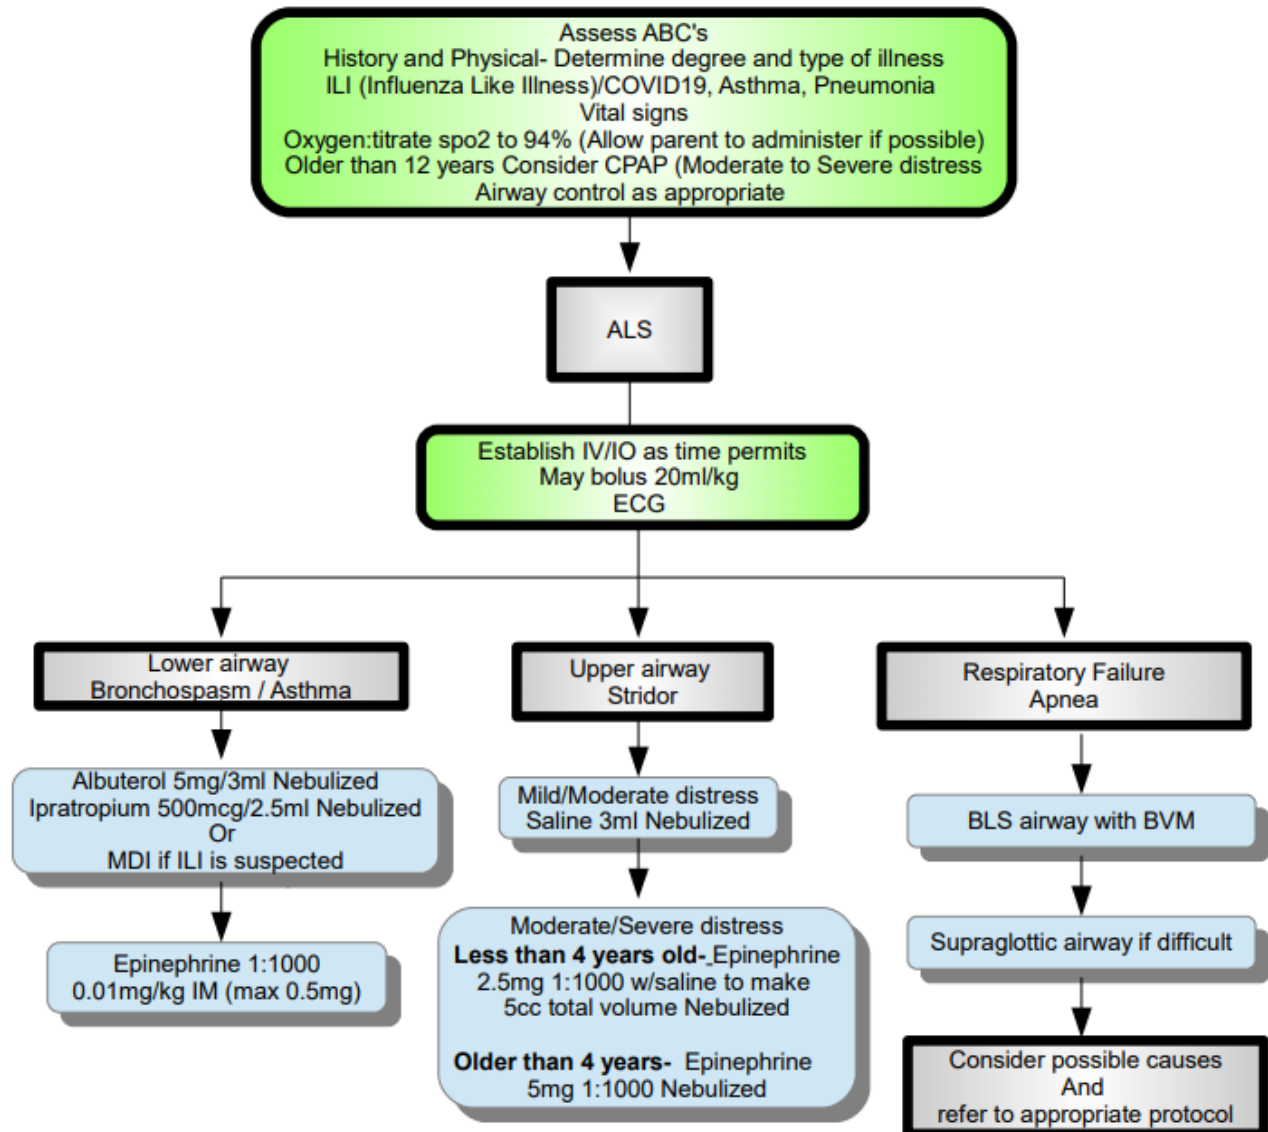 Assess ABC's
History and Physical- Determine degree and type of illness
ILI (Influenza Like Illness)/COVID19, Asthma, Pneumonia
Vital signs
Oxygen:titrate spo2 to 94% (Allow parent to administer if possible)
Older than 12 years Consider CPAP (Moderate to Severe distress
Airway control as appropriate
ALS
Establish IV/IO as time permits
May bolus 20ml/kg
ECG
Lower airway
Bronchospasm / Asthma
Albuterol 5mg/3ml Nebulized
Ipratropium 500mcg/2.5ml Nebulized
Or
MDI if ILI is suspected
Epinephrine 1:1000
0.01mg/kg IM (max 0.5mg)
Upper airway
Stridor
Mild/Moderate distress
Saline 3ml Nebulized
Moderate/Severe distress
Less than 4 years old- Epinephrine
2.5mg 1:1000 w/saline to make
5cc total volume Nebulized
Older than 4 years- Epinephrine
5mg 1:1000 Nebulized
Respiratory Failure
Apnea
BLS airway with BVM
Supraglottic airway if difficult
Consider possible causes
And
refer to appropriate protocol